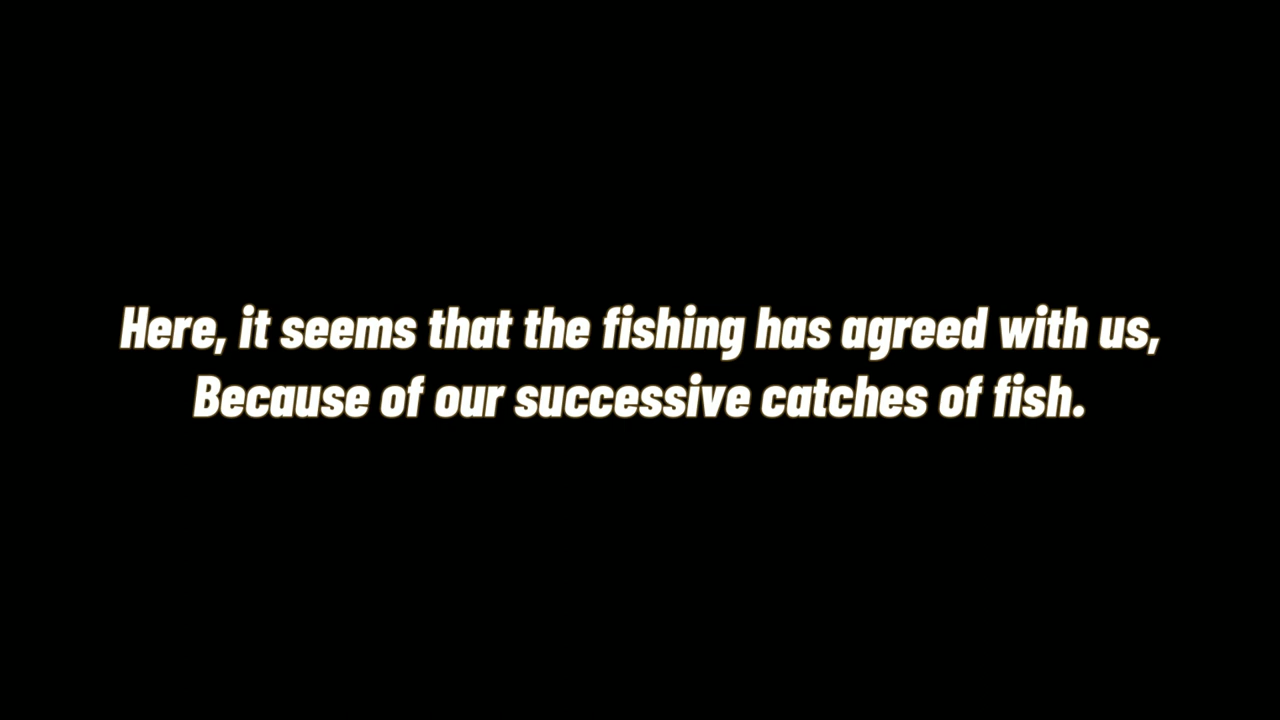 Here, it seems that the fishing has agreed with us,
Because of our successive catches of fish.